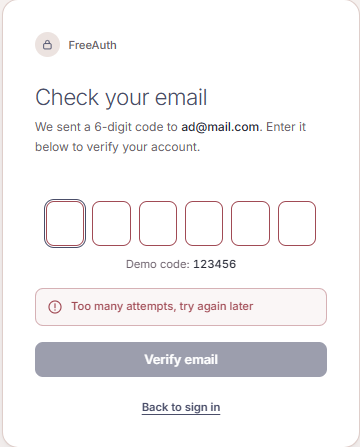 FreeAuth
Check your email
We sent a 6-digit code to ad@mail.com. Enter it
below to verify your account.
Demo code: 123456
Too many attempts, try again later
Verify email
Back to sign in